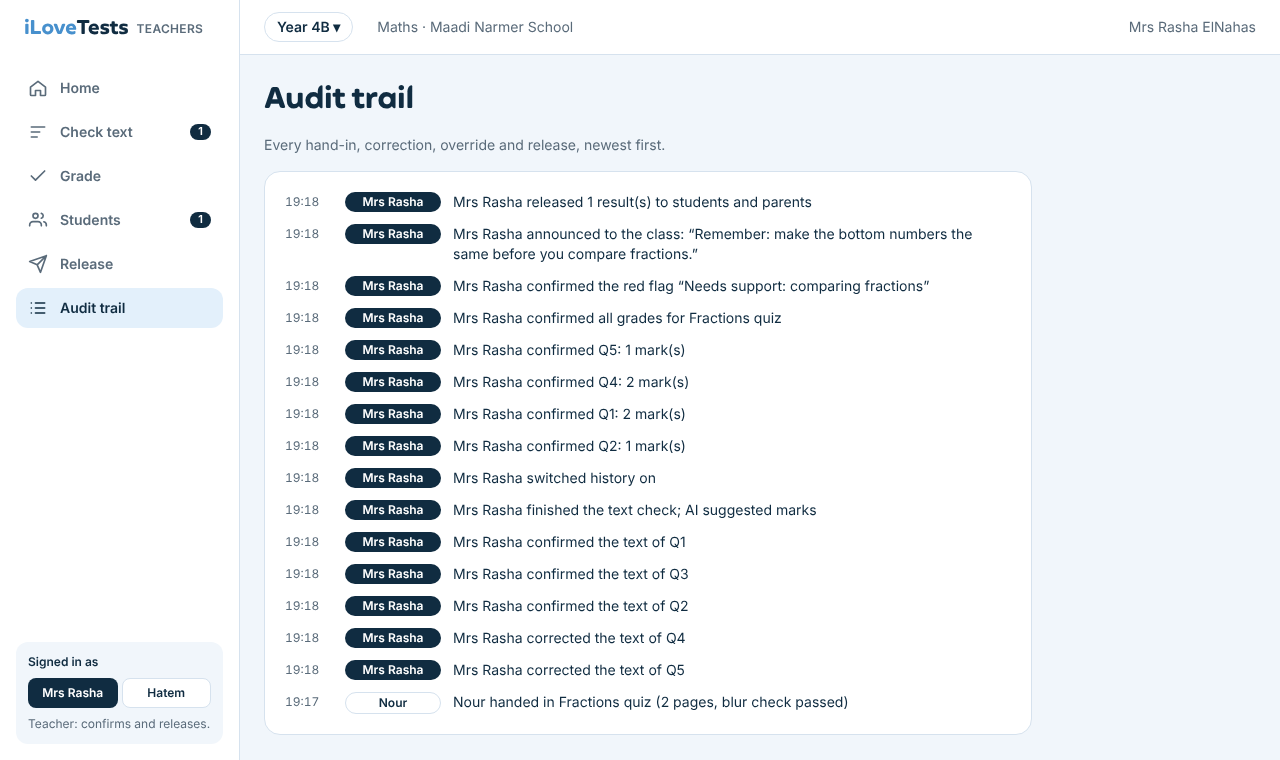 iLoveTests TEACHERS
Year 4B ▾
Maths · Maadi Narmer School
Mrs Rasha ElNahas
Home
Check text 1
Grade
Students 1
Release
Audit trail
Signed in as
Mrs Rasha
Hatem
Teacher: confirms and releases.
Audit trail
Every hand-in, correction, override and release, newest first.
19:18 Mrs Rasha Mrs Rasha released 1 result(s) to students and parents
19:18 Mrs Rasha Mrs Rasha announced to the class: “Remember: make the bottom numbers the
same before you compare fractions.”
19:18 Mrs Rasha Mrs Rasha confirmed the red flag “Needs support: comparing fractions”
19:18 Mrs Rasha Mrs Rasha confirmed all grades for Fractions quiz
19:18 Mrs Rasha Mrs Rasha confirmed Q5: 1 mark(s)
19:18 Mrs Rasha Mrs Rasha confirmed Q4: 2 mark(s)
19:18 Mrs Rasha Mrs Rasha confirmed Q1: 2 mark(s)
19:18 Mrs Rasha Mrs Rasha confirmed Q2: 1 mark(s)
19:18 Mrs Rasha Mrs Rasha switched history on
19:18 Mrs Rasha Mrs Rasha finished the text check; AI suggested marks
19:18 Mrs Rasha Mrs Rasha confirmed the text of Q1
19:18 Mrs Rasha Mrs Rasha confirmed the text of Q3
19:18 Mrs Rasha Mrs Rasha confirmed the text of Q2
19:18 Mrs Rasha Mrs Rasha corrected the text of Q4
19:18 Mrs Rasha Mrs Rasha corrected the text of Q5
19:17 Nour Nour handed in Fractions quiz (2 pages, blur check passed)